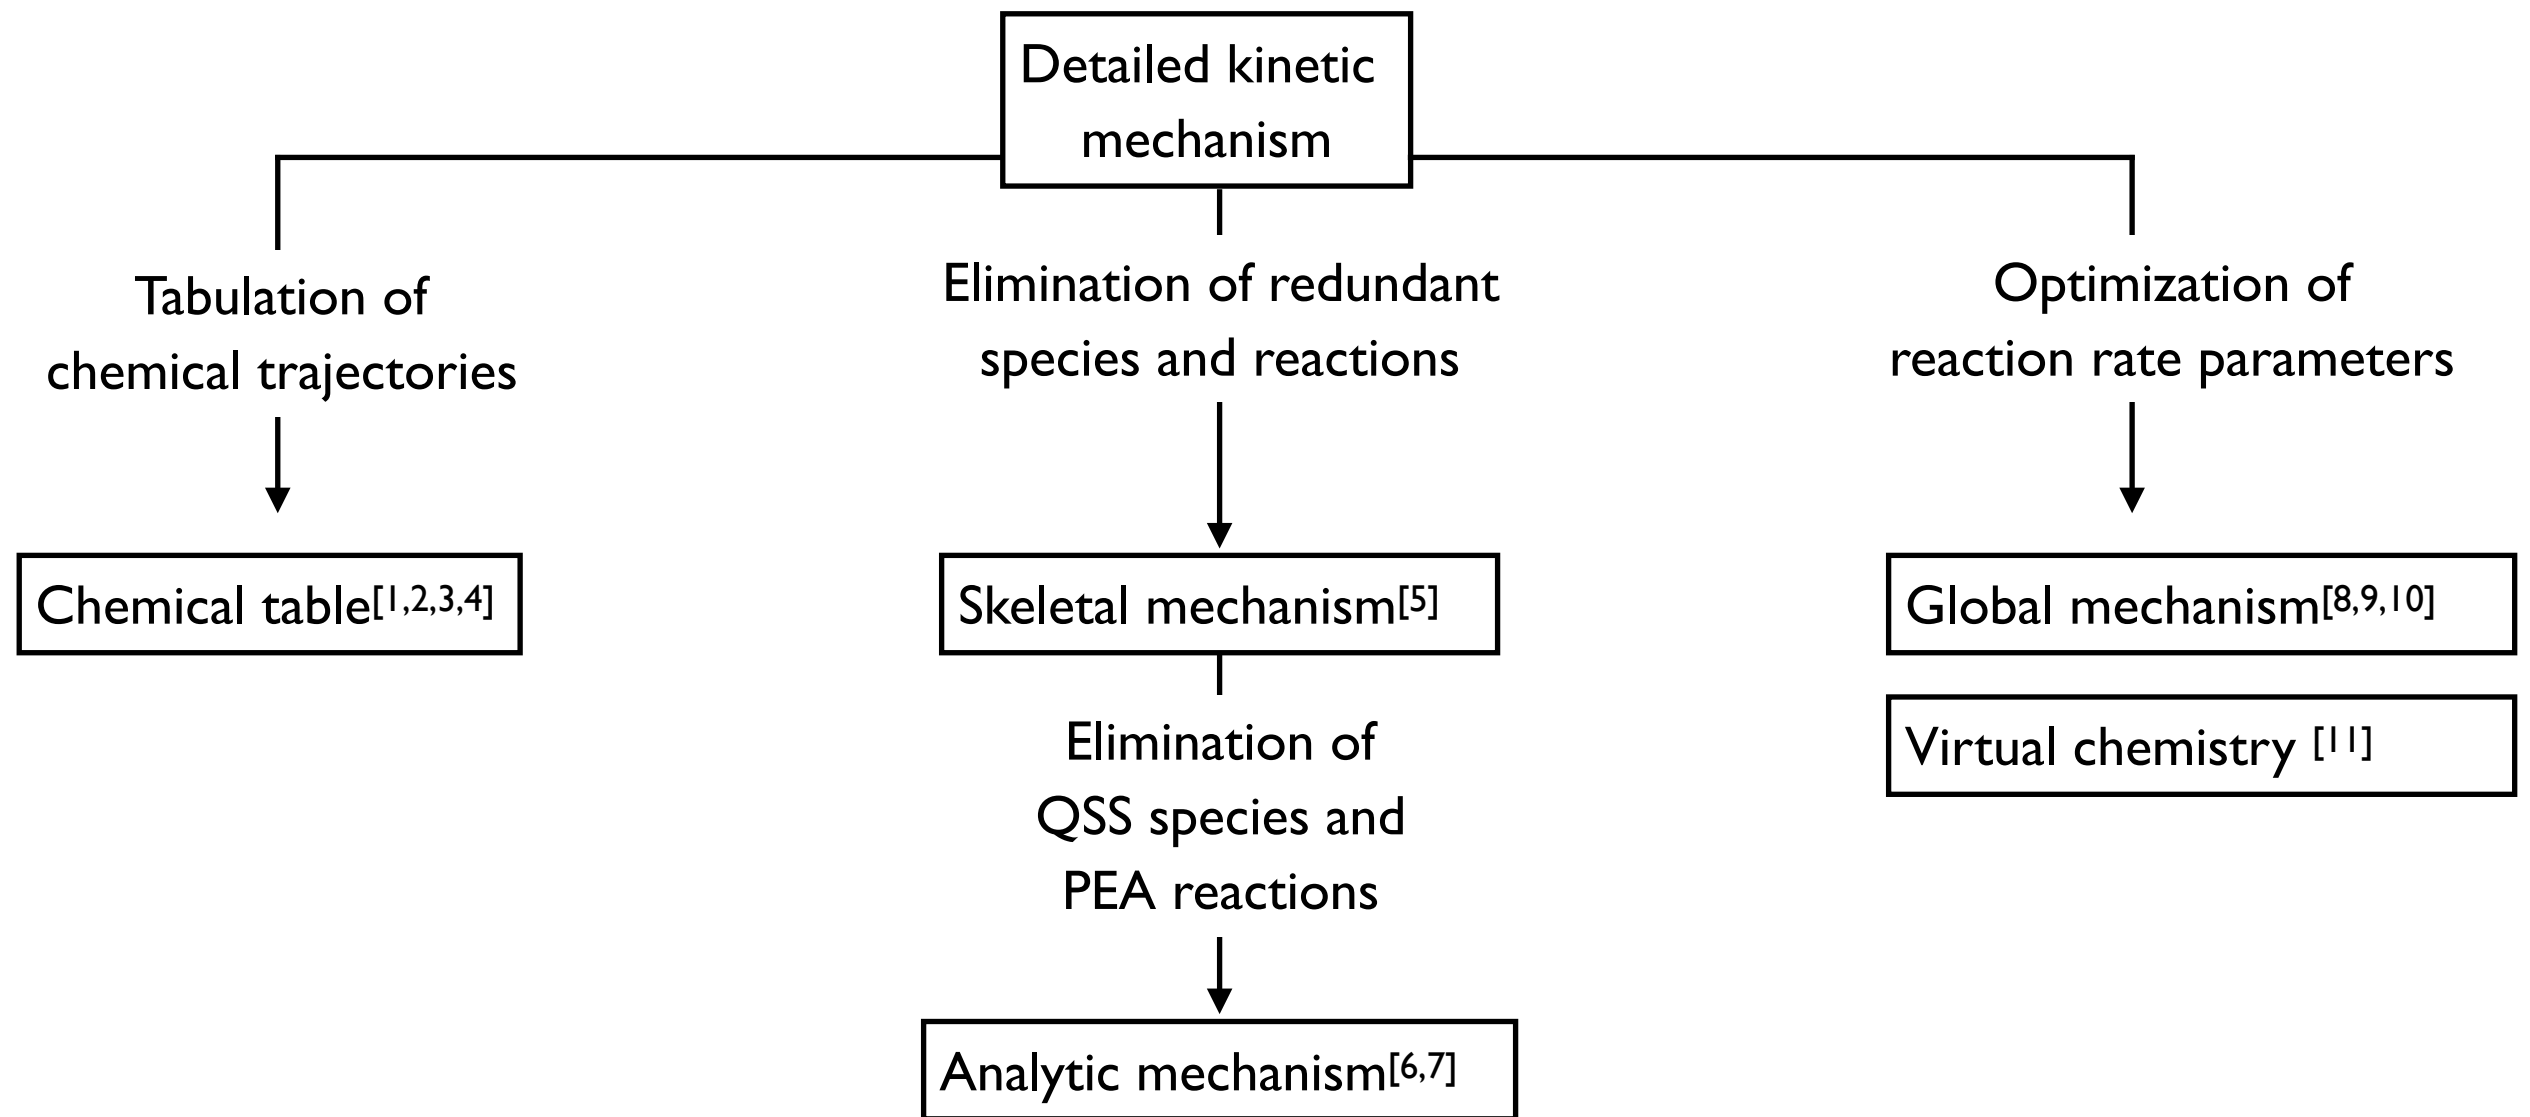 Detailed kinetic
mechanism
Tabulation of
chemical trajectories
Elimination of redundant
species and reactions
Optimization of
reaction rate parameters
Chemical table[1,2,3,4]
Skeletal mechanism[5]
Global mechanism[8,9,10]
Virtual chemistry [11]
Elimination of
QSS species and
PEA reactions
Analytic mechanism[6,7]